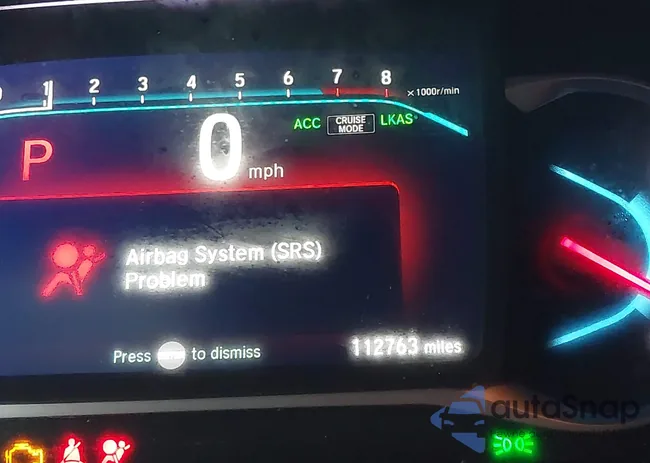 0 1 2 3 4 5 6 7 8 ×1000r/min
ACC CRUISE MODE LKAS
P 0 mph
Airbag System (SRS)
Problem
Press to dismiss 112763 miles
autoSnap